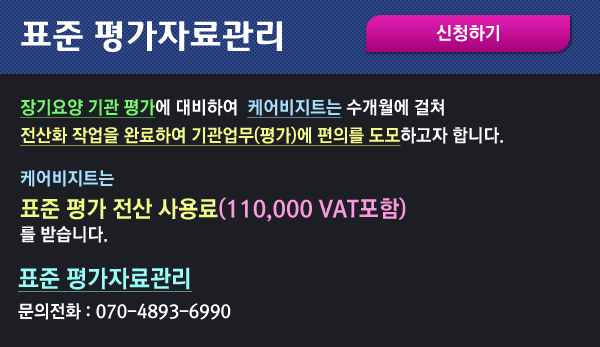 표준 평가자료관리
신청하기
장기요양 기관 평가에 대비하여 케어비지트는 수개월에 걸쳐
전산화 작업을 완료하여 기관업무(평가)에 편의를 도모하고자 합니다.
케어비지트는
표준 평가 전산 사용료(110,000 VAT포함)
를 받습니다.
표준 평가자료관리
문의전화 : 070-4893-6990